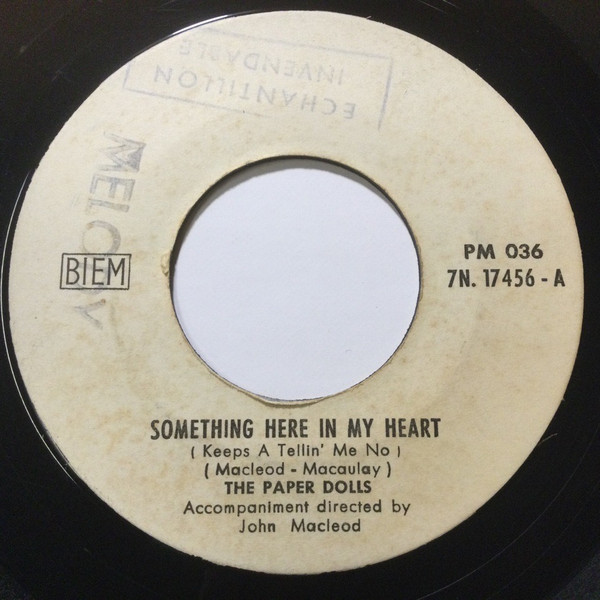 ECHANTILLON
INVENDABLE
MELODY
BIEM
PM 036
7N. 17456 - A
SOMETHING HERE IN MY HEART
( Keeps A Tellin' Me No )
( Macleod - Macaulay )
THE PAPER DOLLS
Accompaniment directed by
John Macleod